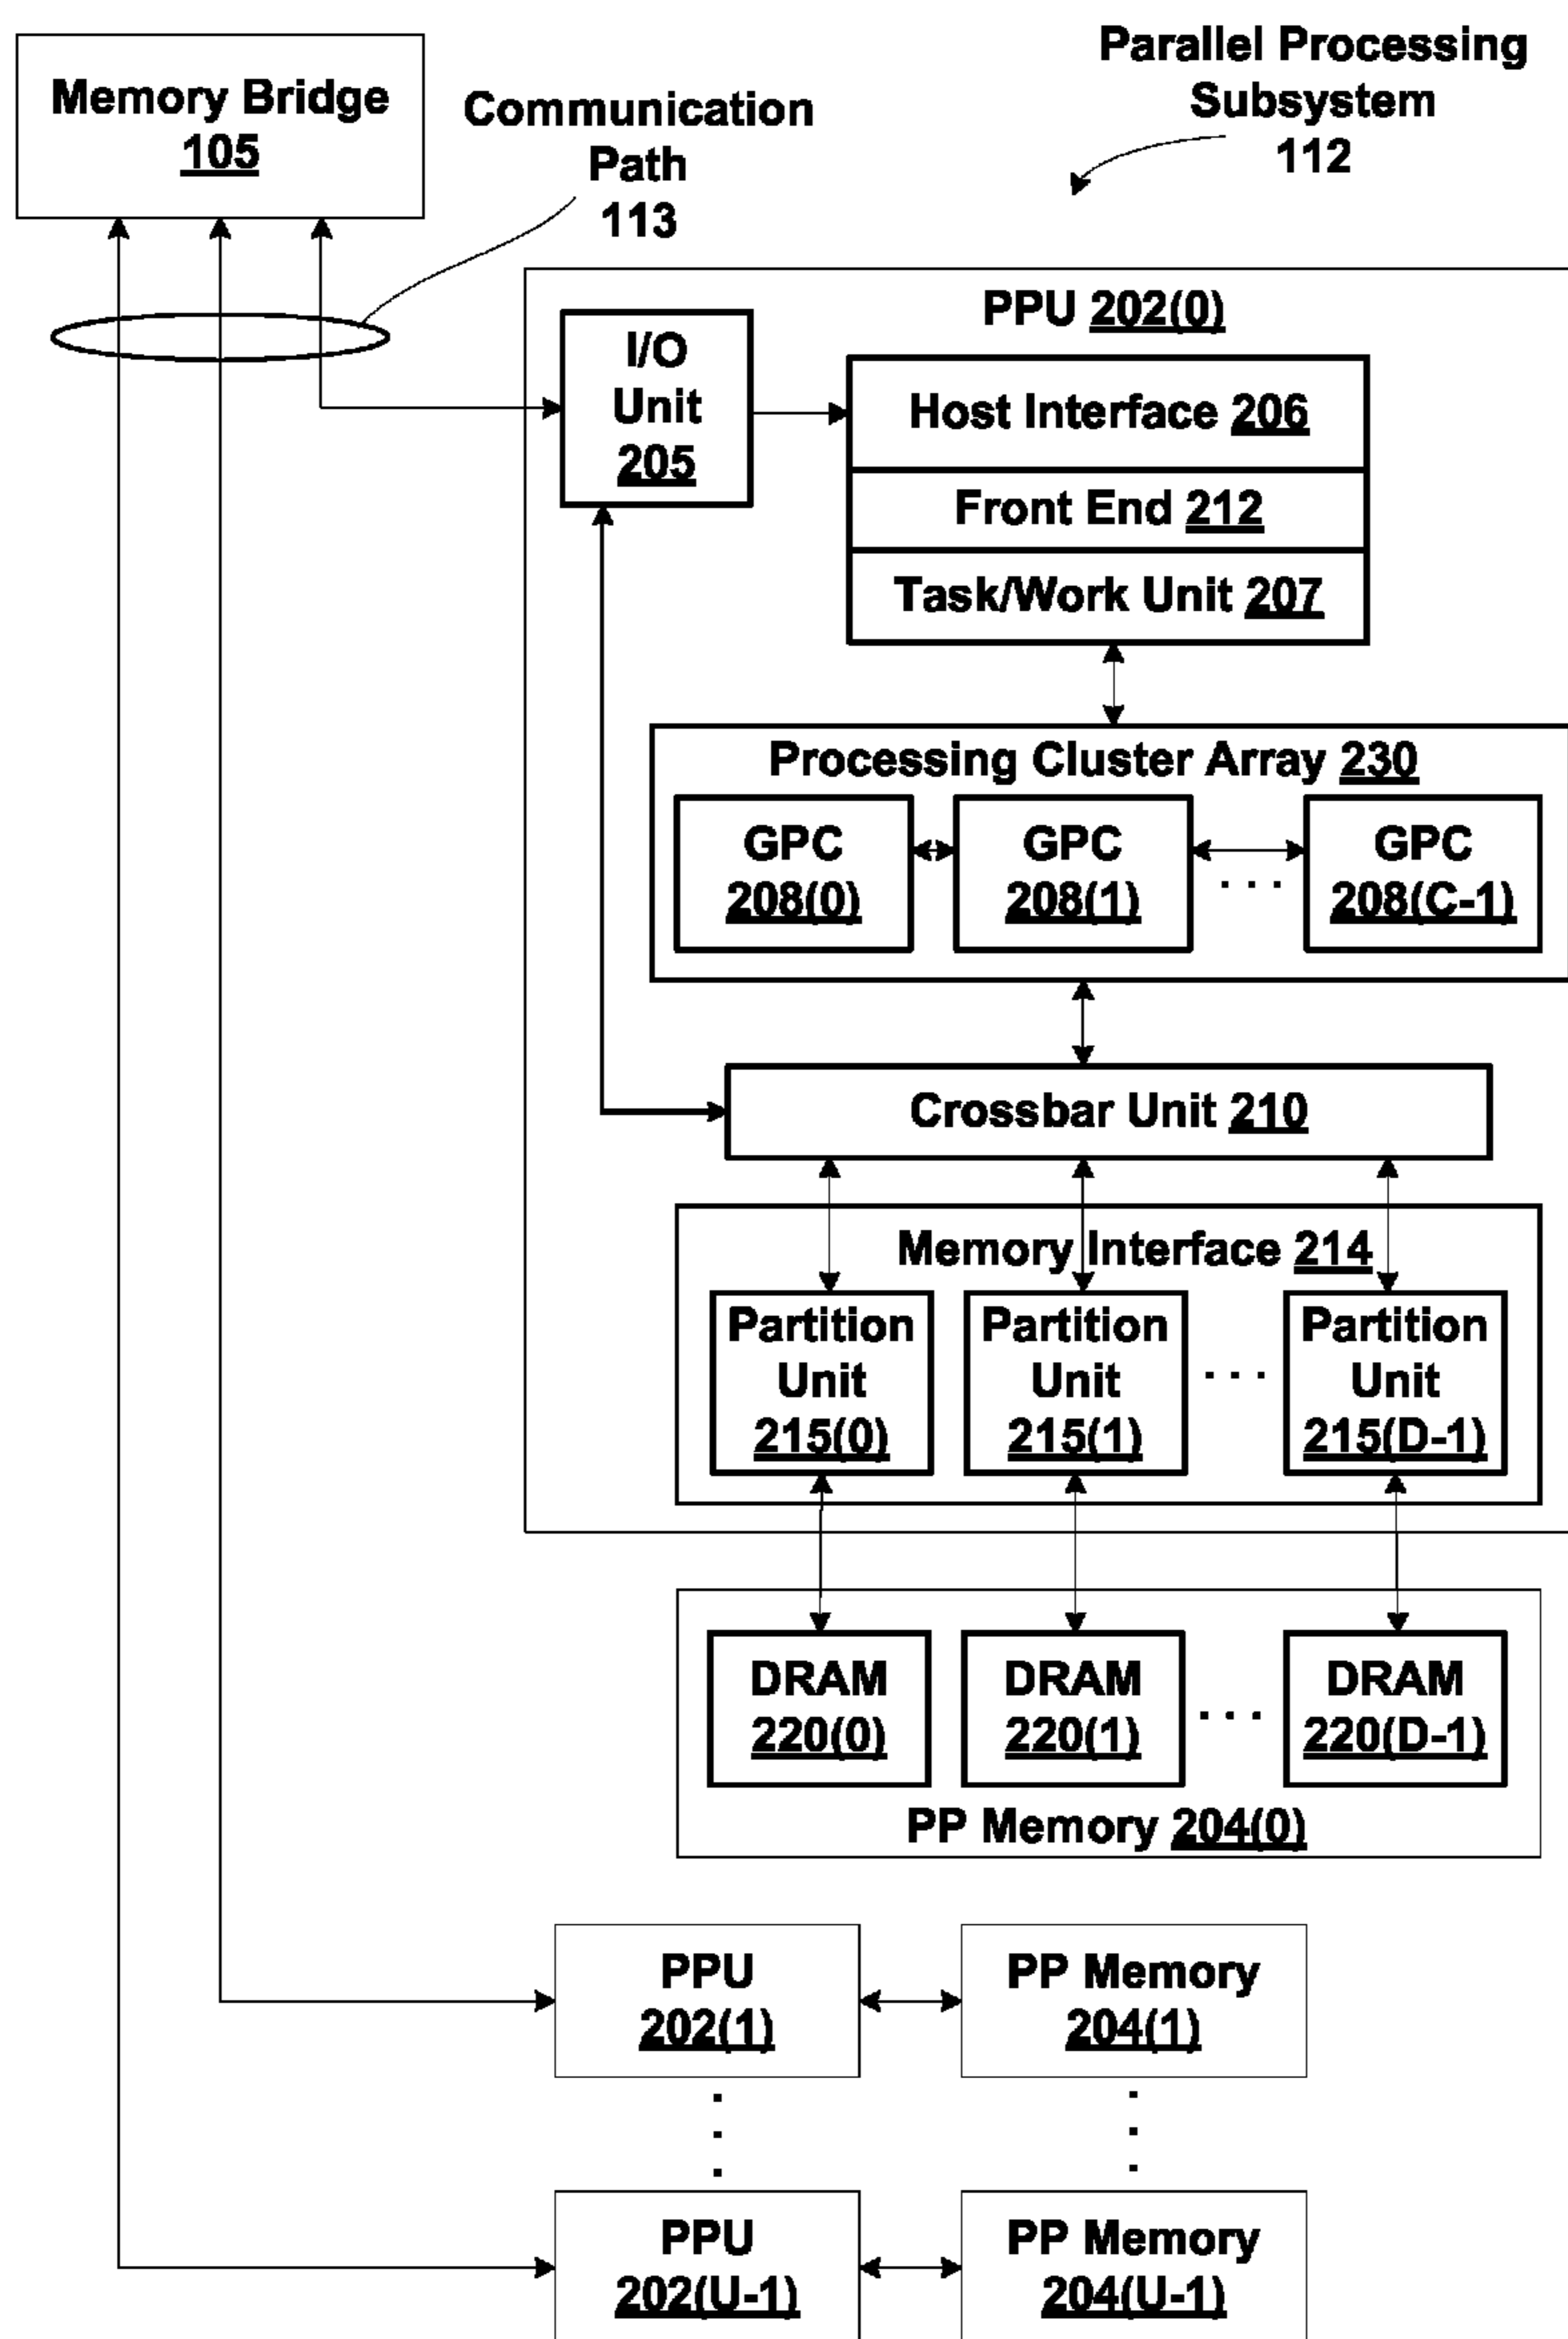 Parallel Processing
Subsystem
112
Memory Bridge
105
Communication
Path
113
PPU 202(0)
I/O
Unit
205
Host Interface 206
Front End 212
Task/Work Unit 207
Processing Cluster Array 230
GPC
208(0)
GPC
208(1)
. . .
GPC
208(C-1)
Crossbar Unit 210
Memory Interface 214
Partition
Unit
215(0)
Partition
Unit
215(1)
. . .
Partition
Unit
215(D-1)
DRAM
220(0)
DRAM
220(1)
. . .
DRAM
220(D-1)
PP Memory 204(0)
PPU
202(1)
PP Memory
204(1)
PPU
202(U-1)
PP Memory
204(U-1)